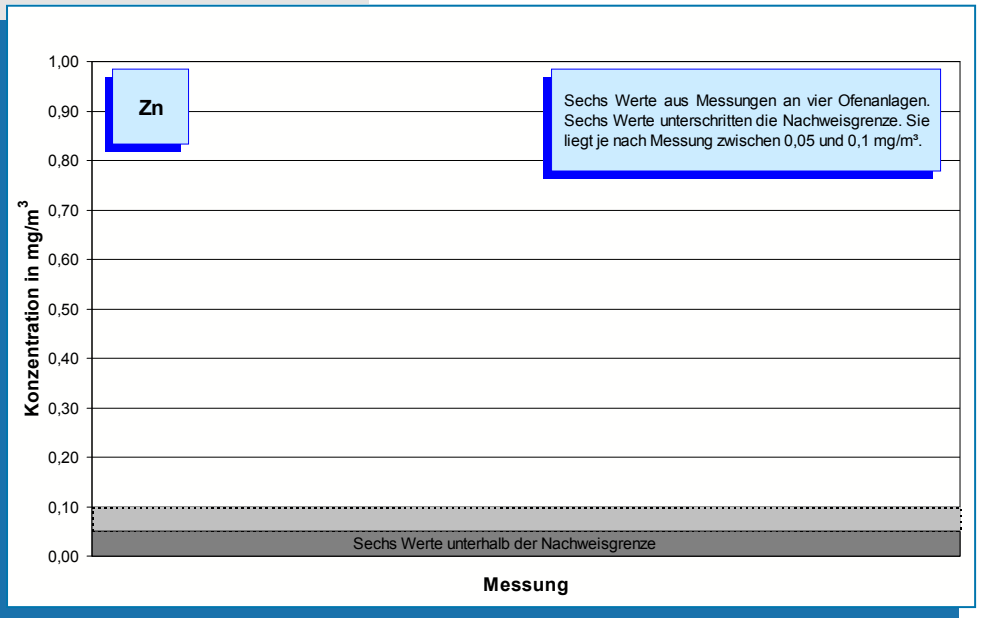 Zn
Sechs Werte aus Messungen an vier Ofenanlagen.
Sechs Werte unterschritten die Nachweisgrenze. Sie
liegt je nach Messung zwischen 0,05 und 0,1 mg/m³.
Konzentration in mg/m³
1,00
0,90
0,80
0,70
0,60
0,50
0,40
0,30
0,20
0,10
0,00
Sechs Werte unterhalb der Nachweisgrenze
Messung